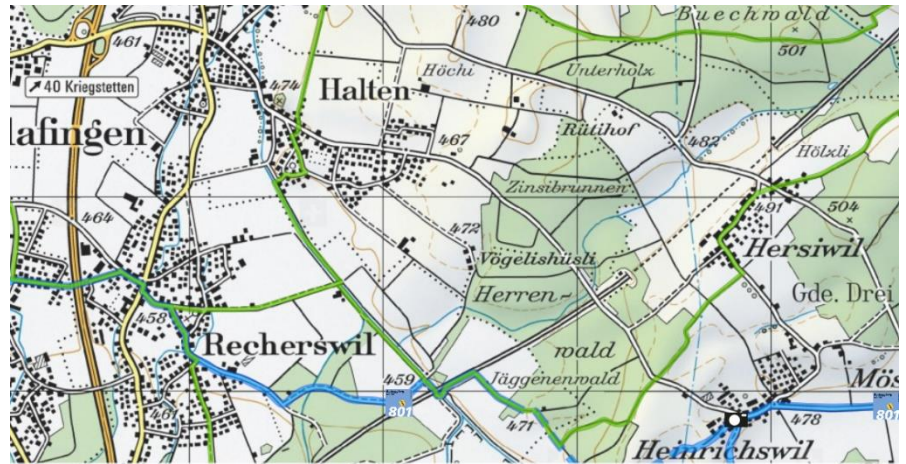 480
Buechwald
501
461
40 Kriegstetten
474
Halten
Höchi
Unterholz
lafingen
467
Rütihof
482
Hölzli
Zinsibrunnen
464
491
504
472
Vögelishüsli
Hersiwil
Herren-
Gde. Drei
458
Recherswil
wald
459
Jäggenenwald
Mös
801
801
461
471
478
Heinrichswil